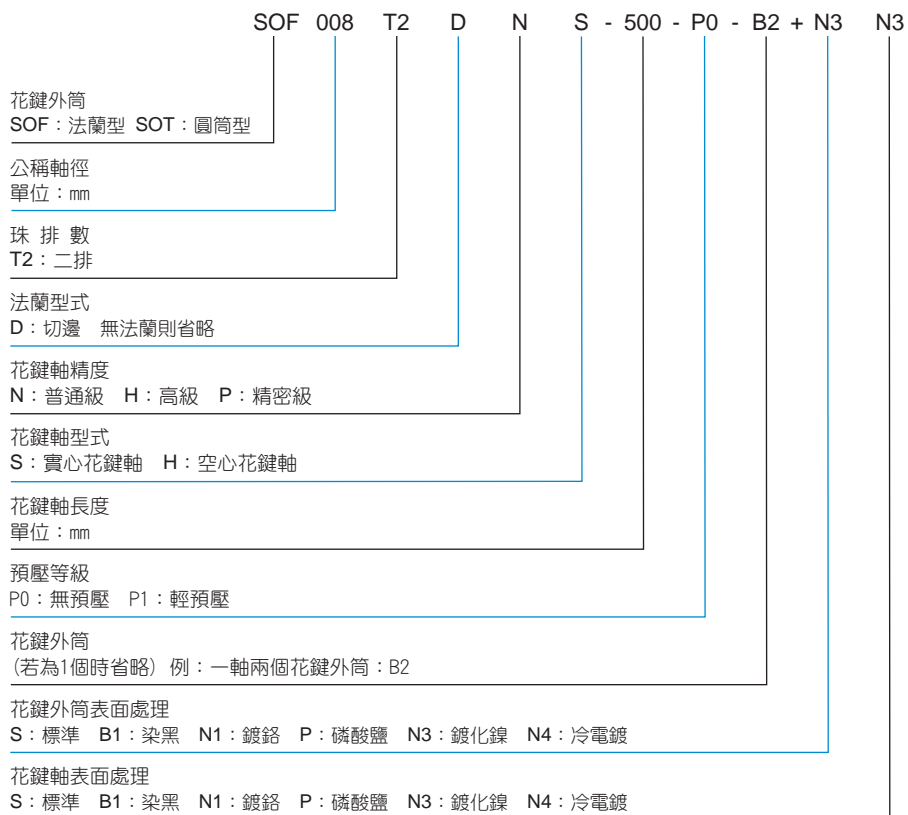 SOF 008 T2 D N S - 500 - P0 - B2 + N3 N3
花鍵外筒
SOF：法蘭型 SOT：圓筒型
公稱軸徑
單位：mm
珠 排 數
T2：二排
法蘭型式
D：切邊 無法蘭則省略
花鍵軸精度
N：普通級 H：高級 P：精密級
花鍵軸型式
S：實心花鍵軸 H：空心花鍵軸
花鍵軸長度
單位：mm
預壓等級
P0：無預壓 P1：輕預壓
花鍵外筒
(若為1個時省略) 例：一軸兩個花鍵外筒：B2
花鍵外筒表面處理
S：標準 B1：染黑 N1：鍍鉻 P：磷酸鹽 N3：鍍化鎳 N4：冷電鍍
花鍵軸表面處理
S：標準 B1：染黑 N1：鍍鉻 P：磷酸鹽 N3：鍍化鎳 N4：冷電鍍